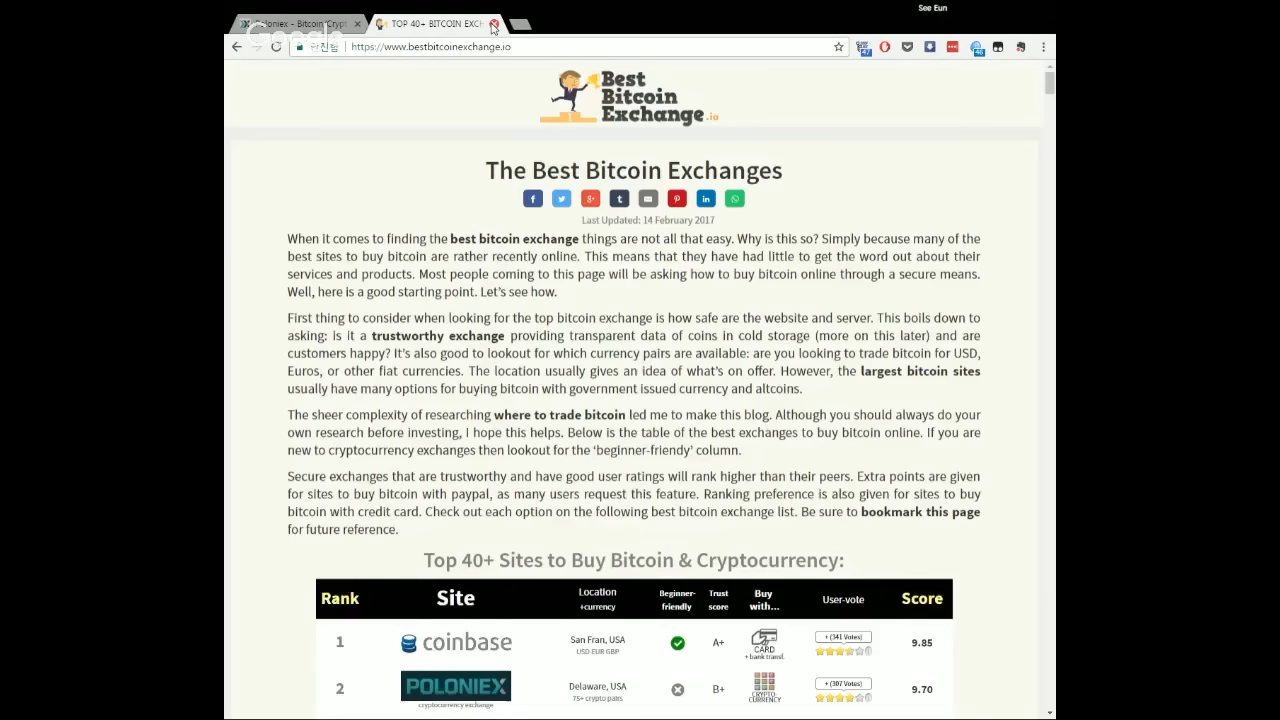 See Eun
Poloniex - Bitcoin/Crypt
TOP 40+ BITCOIN EXCH
Google
https://www.bestbitcoinexchange.io
47
46
Best
Bitcoin
Exchange.io
The Best Bitcoin Exchanges
Last Updated: 14 February 2017
When it comes to finding the best bitcoin exchange things are not all that easy. Why is this so? Simply because many of the
best sites to buy bitcoin are rather recently online. This means that they have had little to get the word out about their
services and products. Most people coming to this page will be asking how to buy bitcoin online through a secure means.
Well, here is a good starting point. Let's see how.
First thing to consider when looking for the top bitcoin exchange is how safe are the website and server. This boils down to
asking: is it a trustworthy exchange providing transparent data of coins in cold storage (more on this later) and are
customers happy? It's also good to lookout for which currency pairs are available: are you looking to trade bitcoin for USD,
Euros, or other fiat currencies. The location usually gives an idea of what's on offer. However, the largest bitcoin sites
usually have many options for buying bitcoin with government issued currency and altcoins.
The sheer complexity of researching where to trade bitcoin led me to make this blog. Although you should always do your
own research before investing, I hope this helps. Below is the table of the best exchanges to buy bitcoin online. If you are
new to cryptocurrency exchanges then lookout for the ‘beginner-friendy’ column.
Secure exchanges that are trustworthy and have good user ratings will rank higher than their peers. Extra points are given
for sites to buy bitcoin with paypal, as many users request this feature. Ranking preference is also given for sites to buy
bitcoin with credit card. Check out each option on the following best bitcoin exchange list. Be sure to bookmark this page
for future reference.
Top 40+ Sites to Buy Bitcoin & Cryptocurrency:
Rank Site Location +currency Beginner-friendly Trust score Buy with... User-vote Score
1 coinbase San Fran, USA USD EUR GBP A+ CARD + bank transf. + (341 Votes) 9.85
2 POLONIEX cryptocurrency exchange Delaware, USA 75+ crypto pairs B+ CRYPTO-CURRENCY + (307 Votes) 9.70